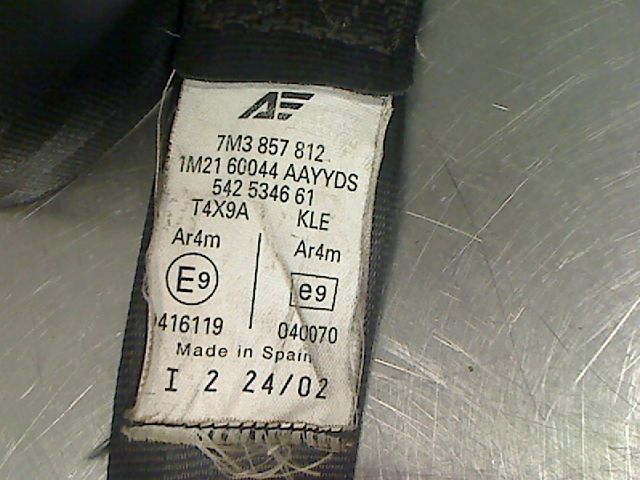 AE
7M3 857 812
1M21 60044 AAYYDS
542 5346 61
T4X9A KLE
Ar4m Ar4m
E9 e9
416119 040070
Made in Spain
I 2 24/02